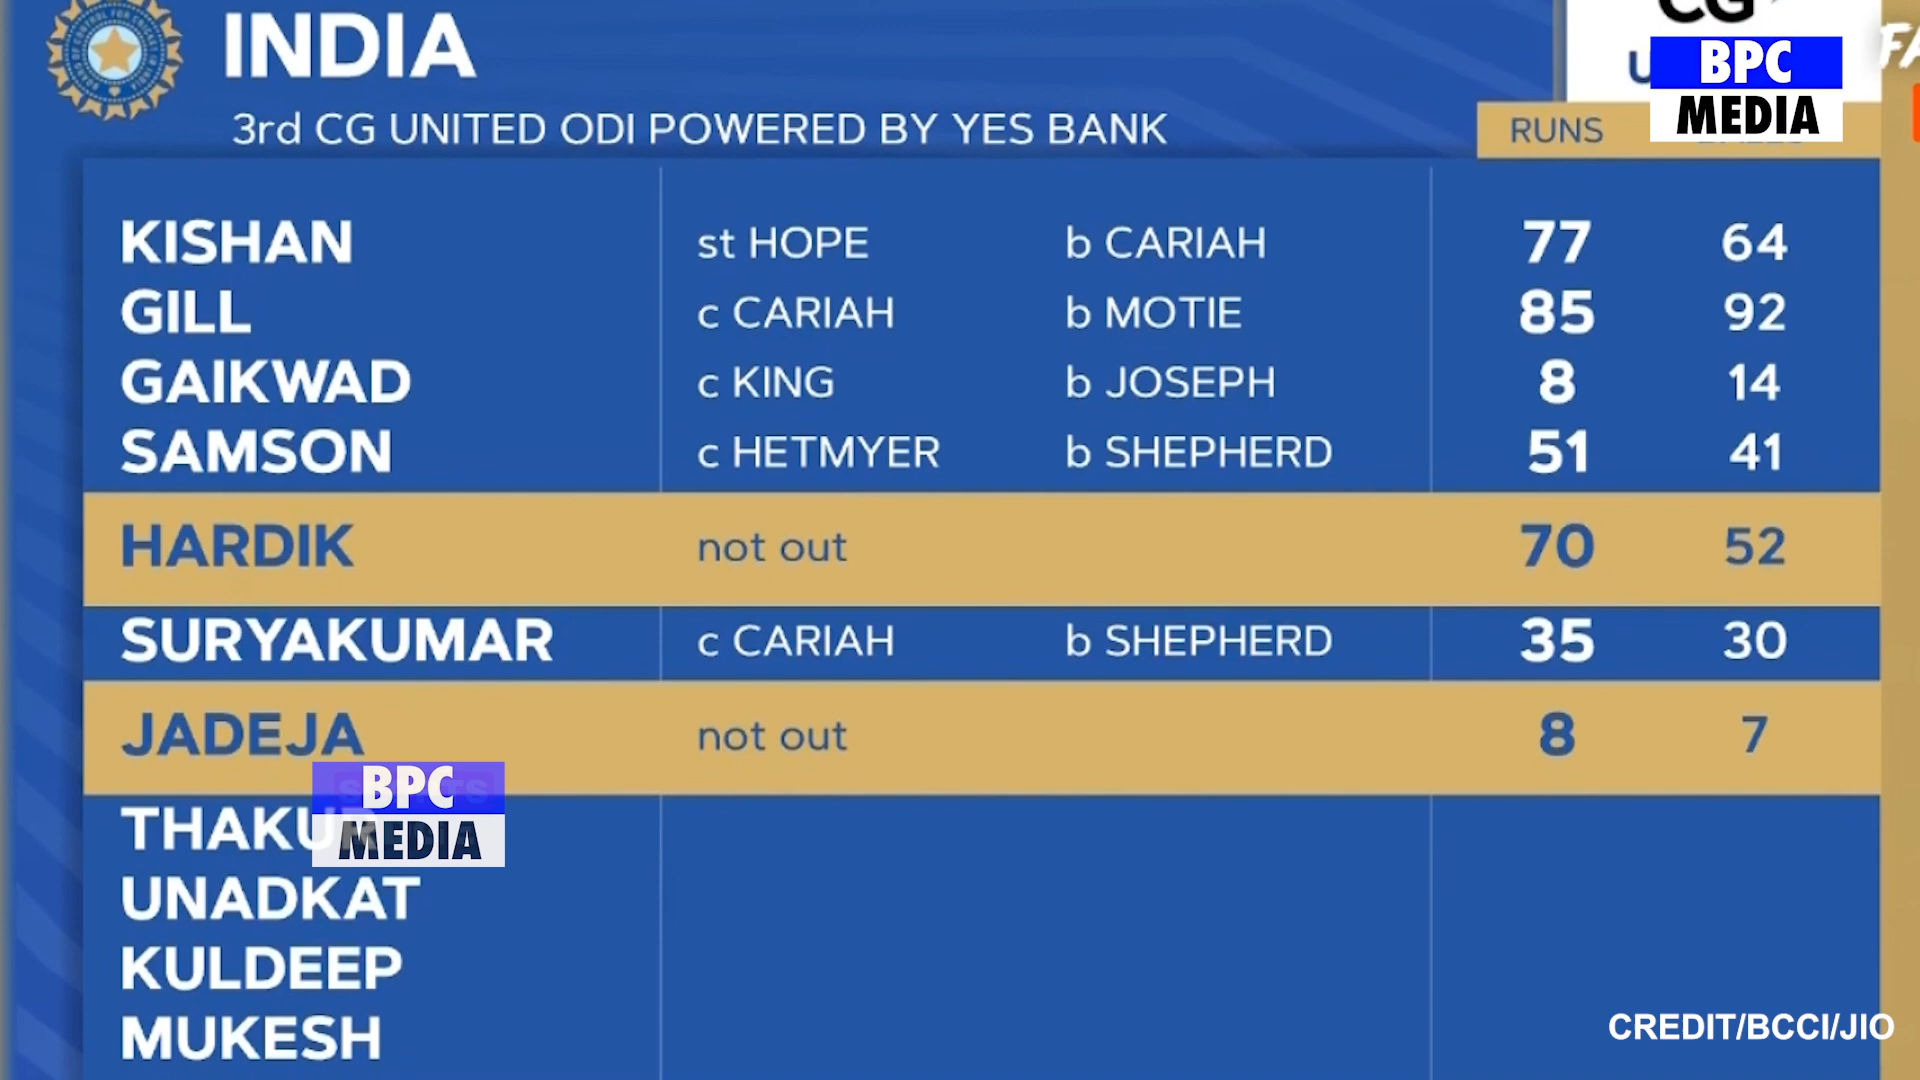 CG
INDIA
BPC
MEDIA
3rd CG UNITED ODI POWERED BY YES BANK
RUNS
KISHAN st HOPE b CARIAH 77 64
GILL c CARIAH b MOTIE 85 92
GAIKWAD c KING b JOSEPH 8 14
SAMSON c HETMYER b SHEPHERD 51 41
HARDIK not out 70 52
SURYAKUMAR c CARIAH b SHEPHERD 35 30
JADEJA not out 8 7
BPC
MEDIA
THAKUR
UNADKAT
KULDEEP
MUKESH
CREDIT/BCCI/JIO